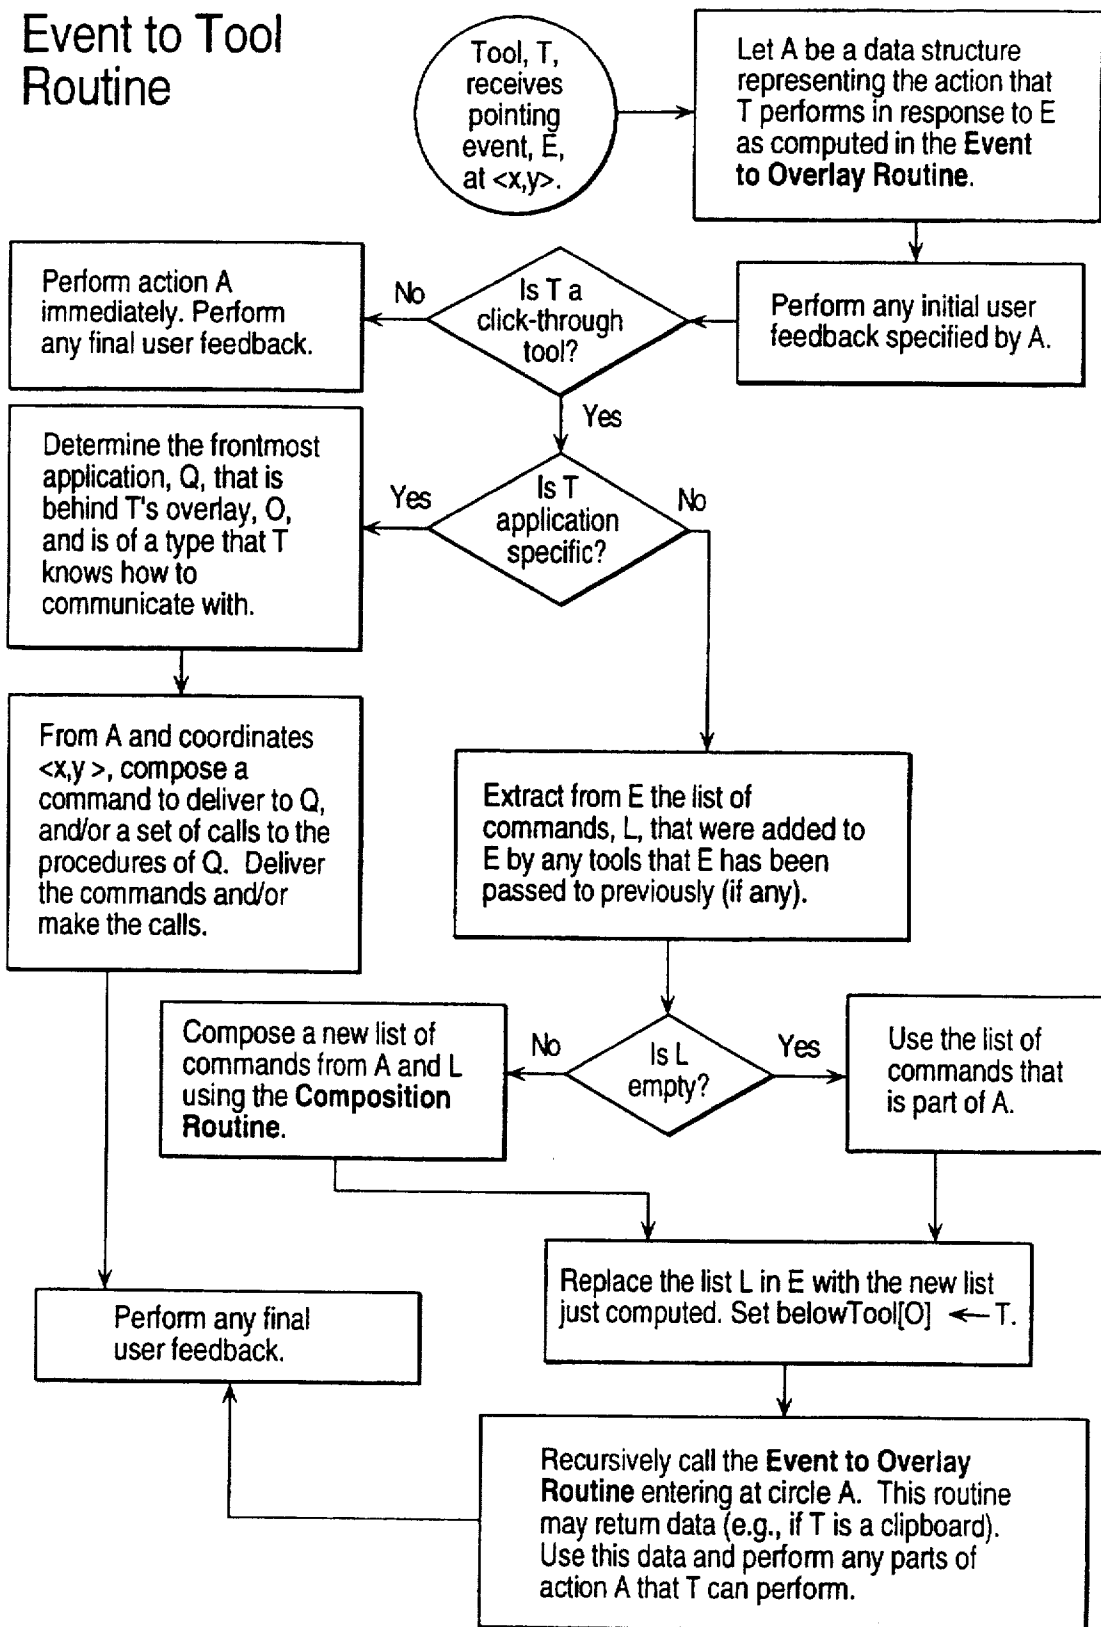 Event to Tool
Routine
Tool, T,
receives
pointing
event, E,
at <x,y>.
Let A be a data structure
representing the action that
T performs in response to E
as computed in the Event
to Overlay Routine.
Perform any initial user
feedback specified by A.
Is T a
click-through
tool?
No
Perform action A
immediately. Perform
any final user feedback.
Yes
Is T
application
specific?
Yes
No
Determine the frontmost
application, Q, that is
behind T's overlay, O,
and is of a type that T
knows how to
communicate with.
From A and coordinates
<x,y >, compose a
command to deliver to Q,
and/or a set of calls to the
procedures of Q. Deliver
the commands and/or
make the calls.
Extract from E the list of
commands, L, that were added to
E by any tools that E has been
passed to previously (if any).
Is L
empty?
No
Yes
Compose a new list of
commands from A and L
using the Composition
Routine.
Use the list of
commands that
is part of A.
Replace the list L in E with the new list
just computed. Set belowTool[O] ← T.
Perform any final
user feedback.
Recursively call the Event to Overlay
Routine entering at circle A. This routine
may return data (e.g., if T is a clipboard).
Use this data and perform any parts of
action A that T can perform.